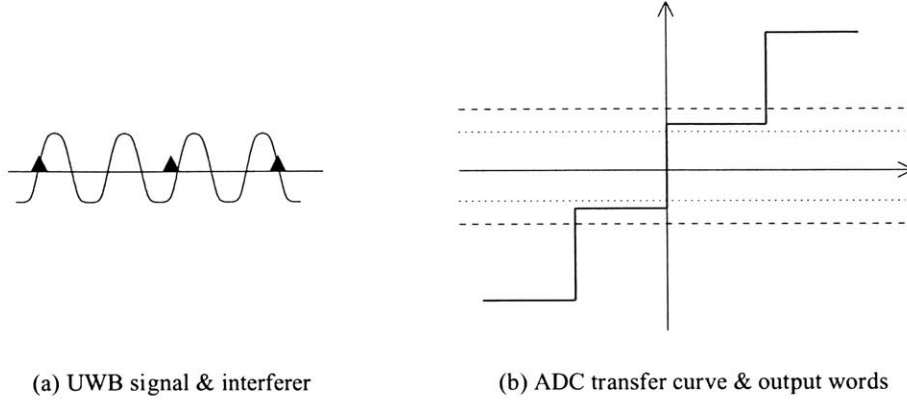 (a) UWB signal & interferer
(b) ADC transfer curve & output words